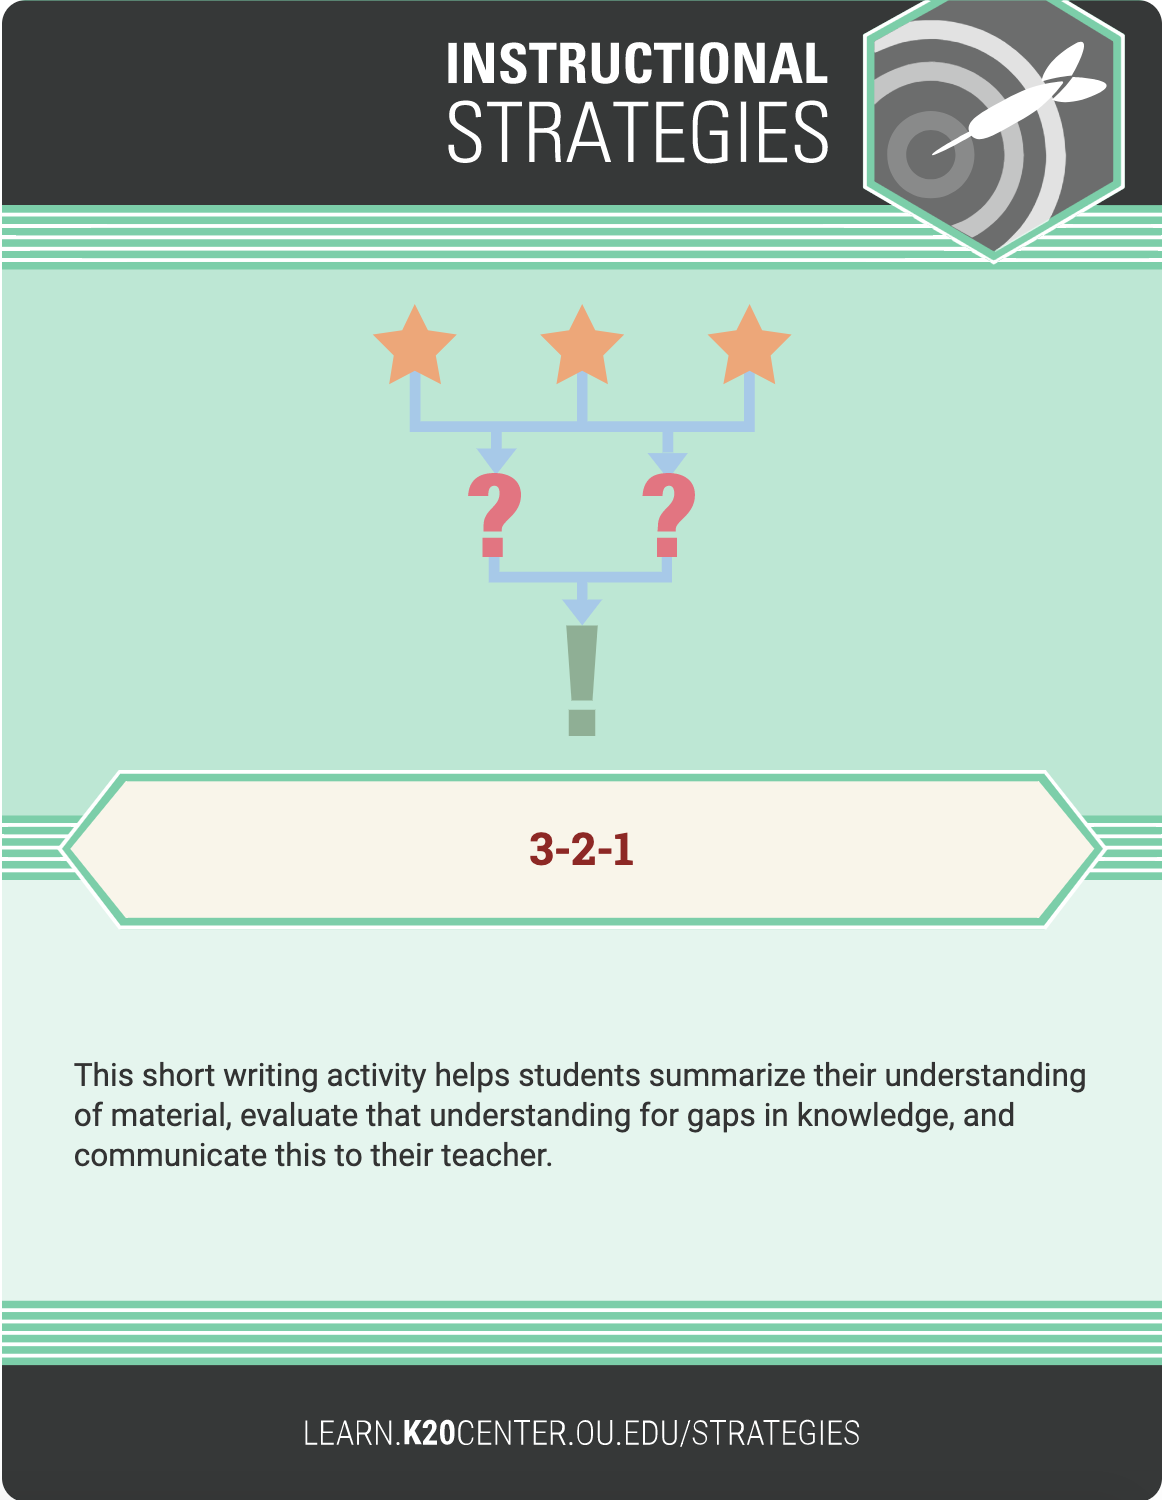 INSTRUCTIONAL
STRATEGIES
? ?
!
3-2-1
This short writing activity helps students summarize their understanding
of material, evaluate that understanding for gaps in knowledge, and
communicate this to their teacher.
LEARN.K20CENTER.OU.EDU/STRATEGIES